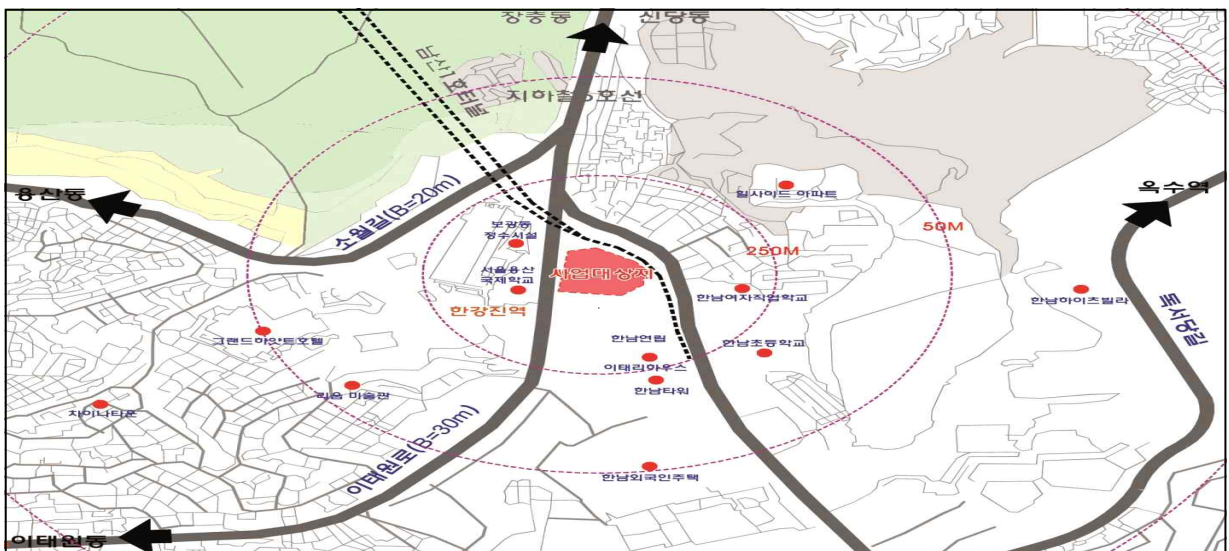 장충동 신당동
남산1호터널
지하철6호선
용산동
소월길(B=20m)
힐사이드 아파트
옥수역
보광동
정수시설
50M
250M
서울용산
국제학교
사업대상지
한남여자직업학교
한남하이츠빌라
독서당길
한강진역
그랜드하얏트호텔
한남연립
한남초등학교
이태리하우스
한남타워
리움 미술관
차이나타운
이태원로(B=30m)
한남외국인주택
이태원동